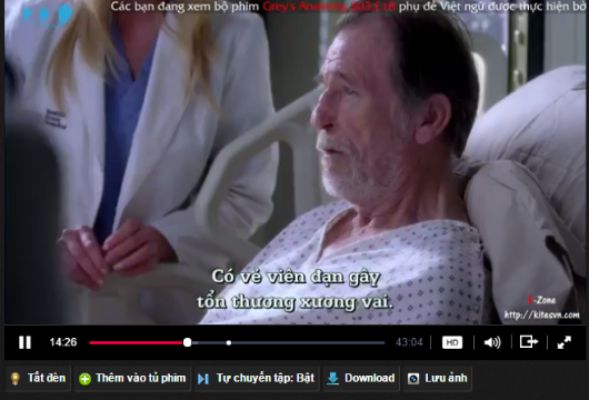 Các bạn đang xem bộ phim Grey's Anatomy phụ đề Việt ngữ được thực hiện bở
Có vẻ viên đạn gây
tổn thương xương vai.
-Zone
http://kitesvn.com
14:26
43:04
HD
Tắt đèn
Thêm vào tủ phim
Tự chuyển tập: Bật
Download
Lưu ảnh